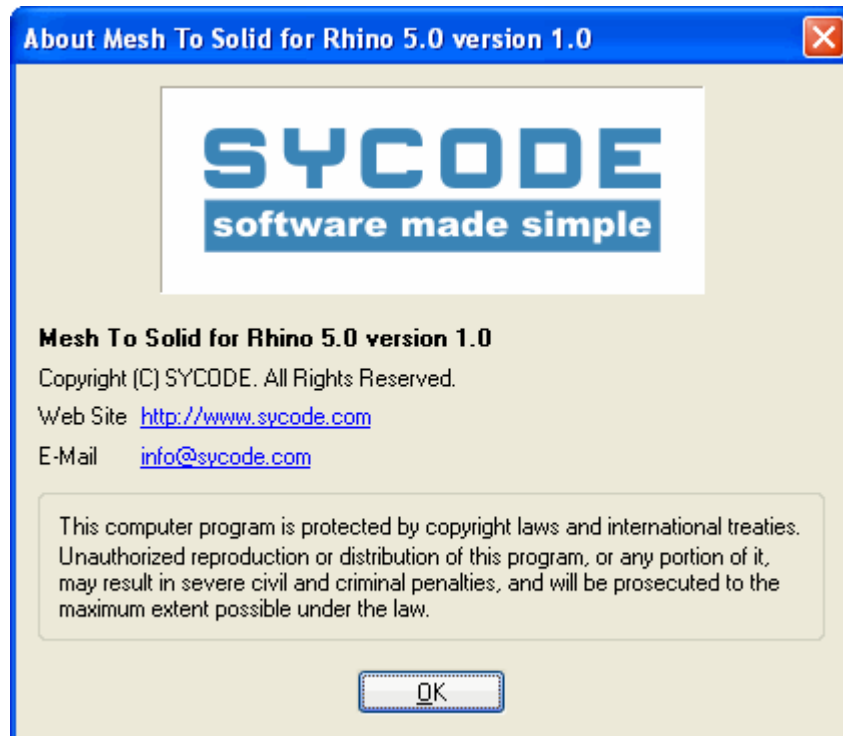 About Mesh To Solid for Rhino 5.0 version 1.0
SYCODE
software made simple
Mesh To Solid for Rhino 5.0 version 1.0
Copyright (C) SYCODE. All Rights Reserved.
Web Site http://www.sycode.com
E-Mail info@sycode.com
This computer program is protected by copyright laws and international treaties.
Unauthorized reproduction or distribution of this program, or any portion of it,
may result in severe civil and criminal penalties, and will be prosecuted to the
maximum extent possible under the law.
OK